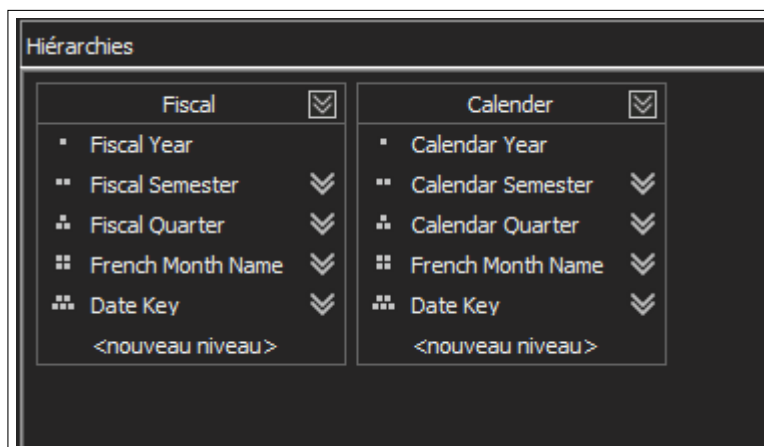 Hiérarchies
Fiscal
Fiscal Year
Fiscal Semester
Fiscal Quarter
French Month Name
Date Key
<nouveau niveau>
Calender
Calendar Year
Calendar Semester
Calendar Quarter
French Month Name
Date Key
<nouveau niveau>